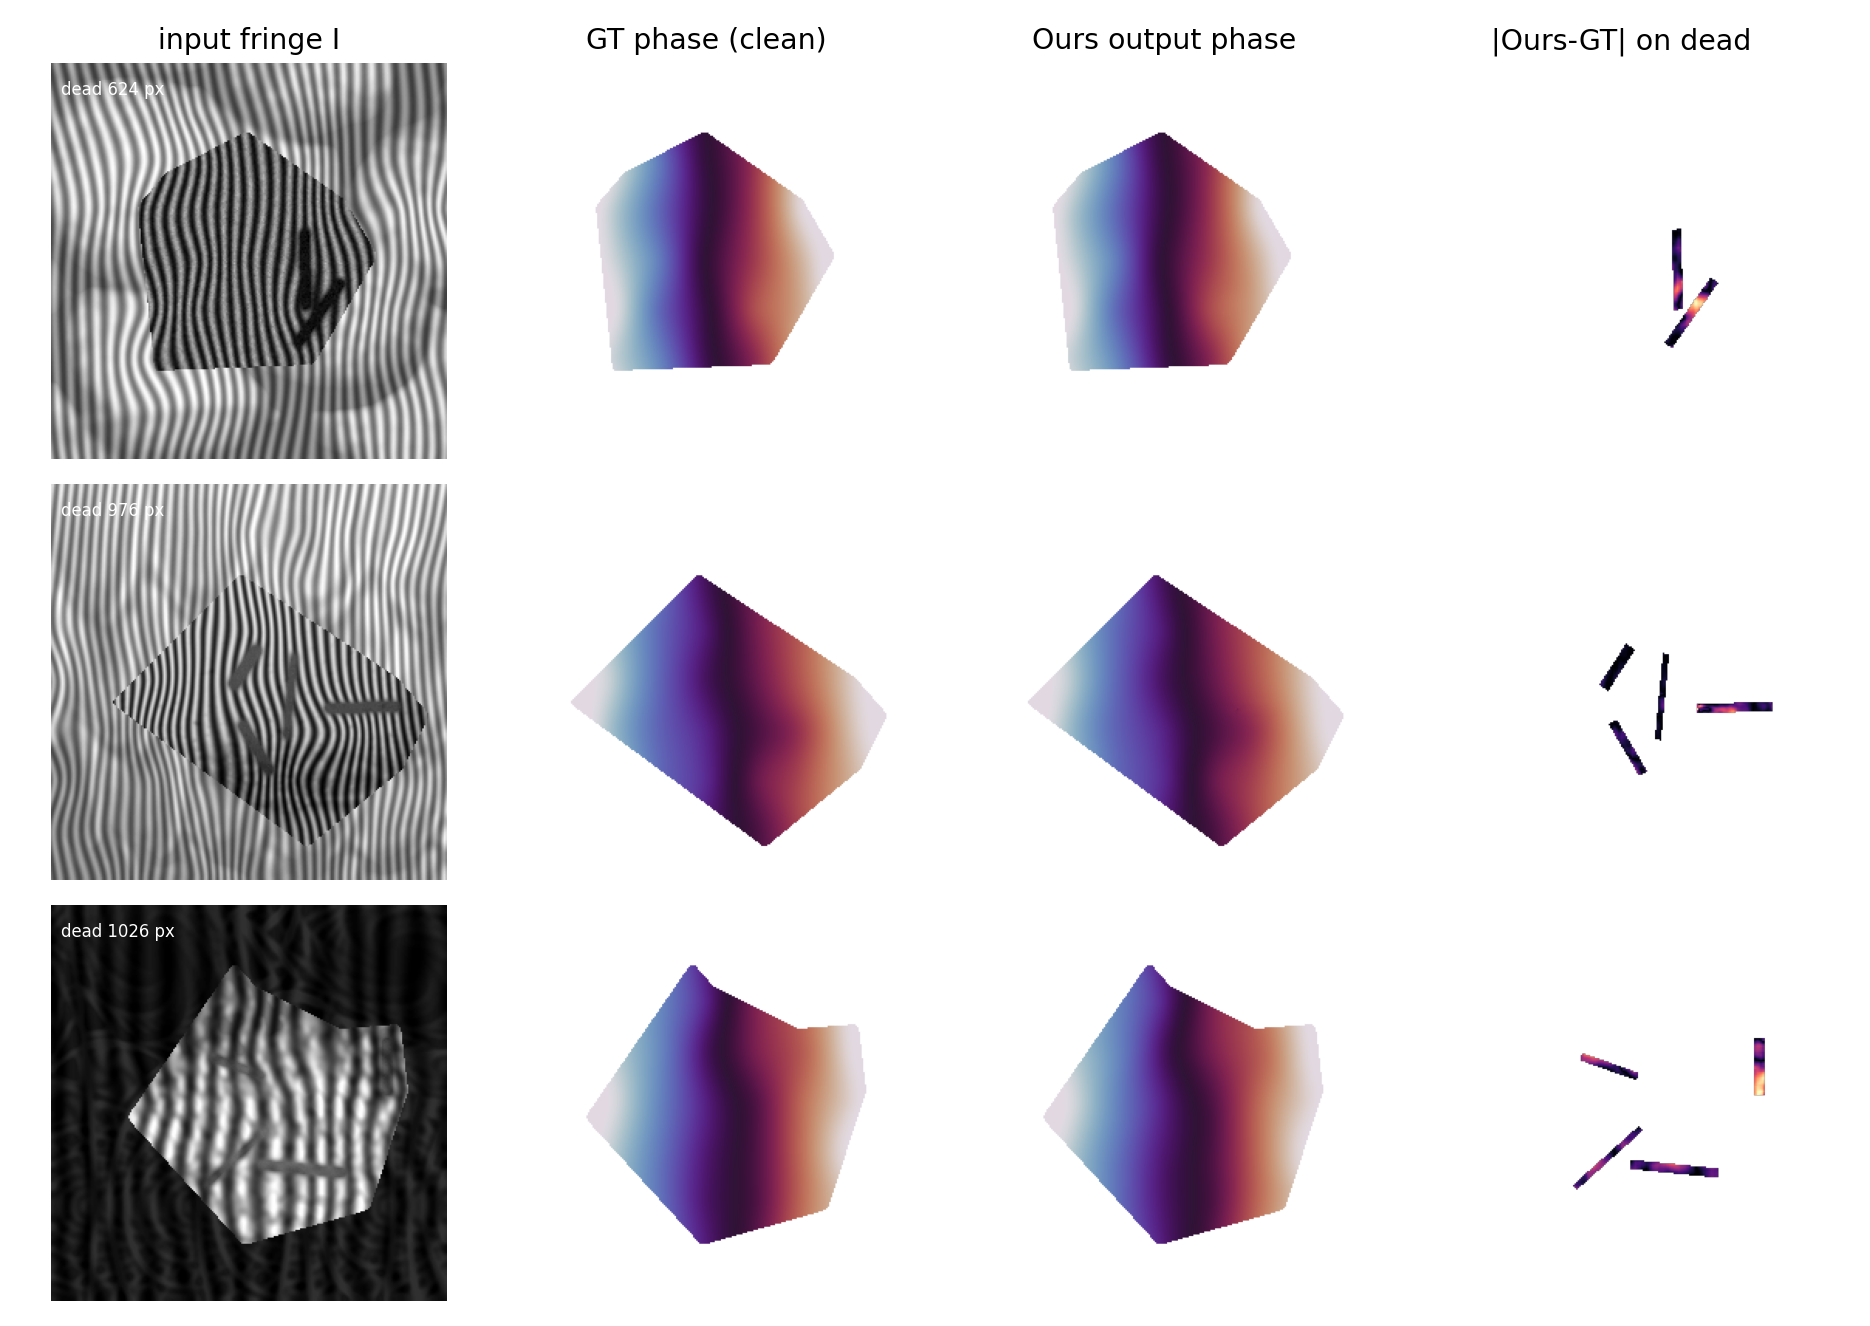 input fringe I
GT phase (clean)
Ours output phase
|Ours-GT| on dead
dead 624 px
dead 976 px
dead 1026 px